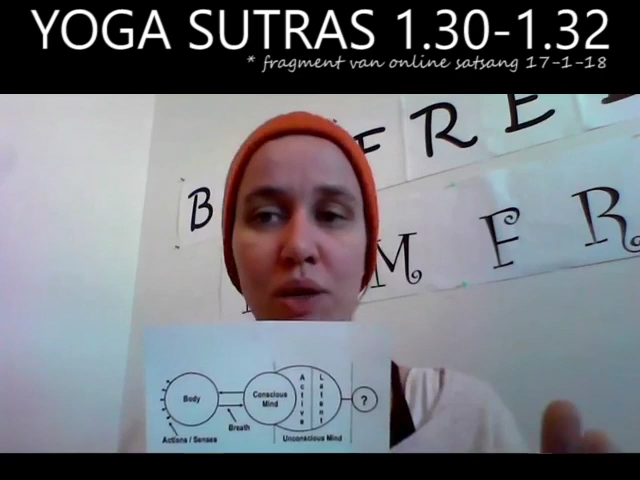 YOGA SUTRAS 1.30-1.32
* fragment van online satsang 17-1-18
FREE
B
M F R
Body
Conscious
Mind
Active
Latent
?
Breath
Actions / Senses
Unconscious Mind